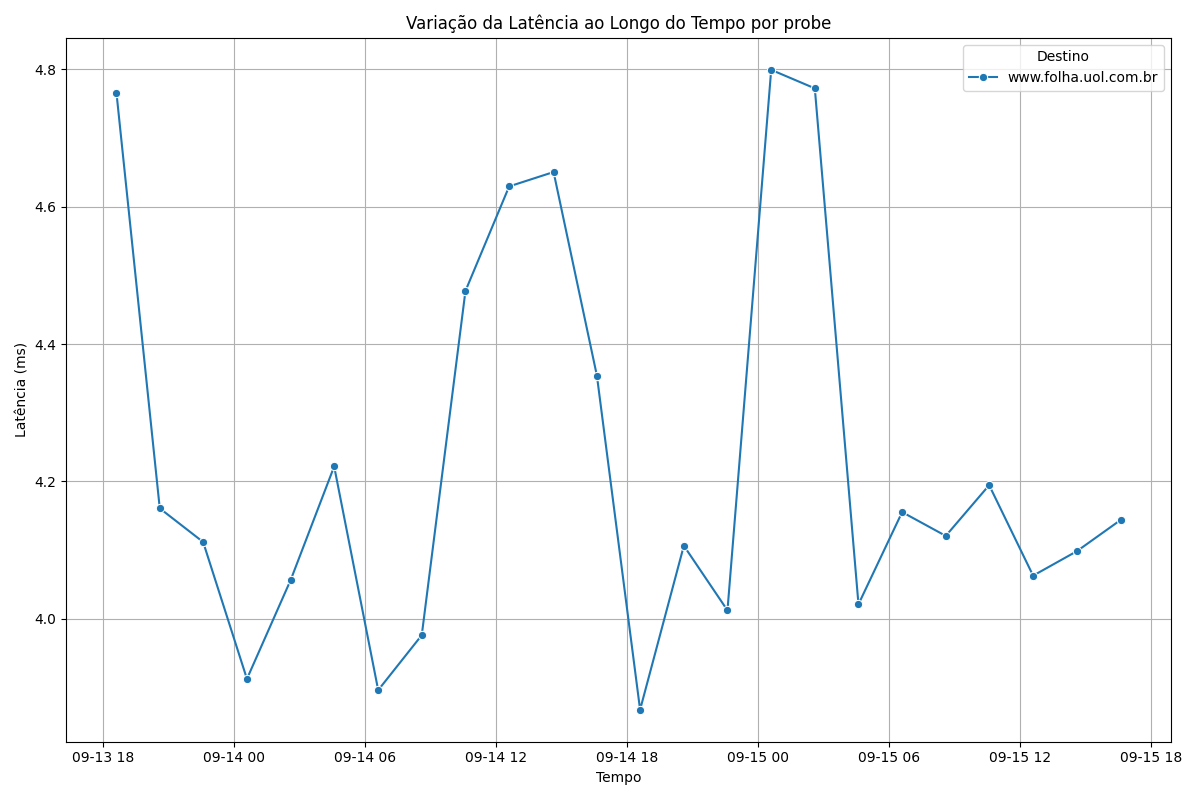 Variação da Latência ao Longo do Tempo por probe
Destino
www.folha.uol.com.br
Latência (ms)
4.8
4.6
4.4
4.2
4.0
09-13 18
09-14 00
09-14 06
09-14 12
09-14 18
09-15 00
09-15 06
09-15 12
09-15 18
Tempo